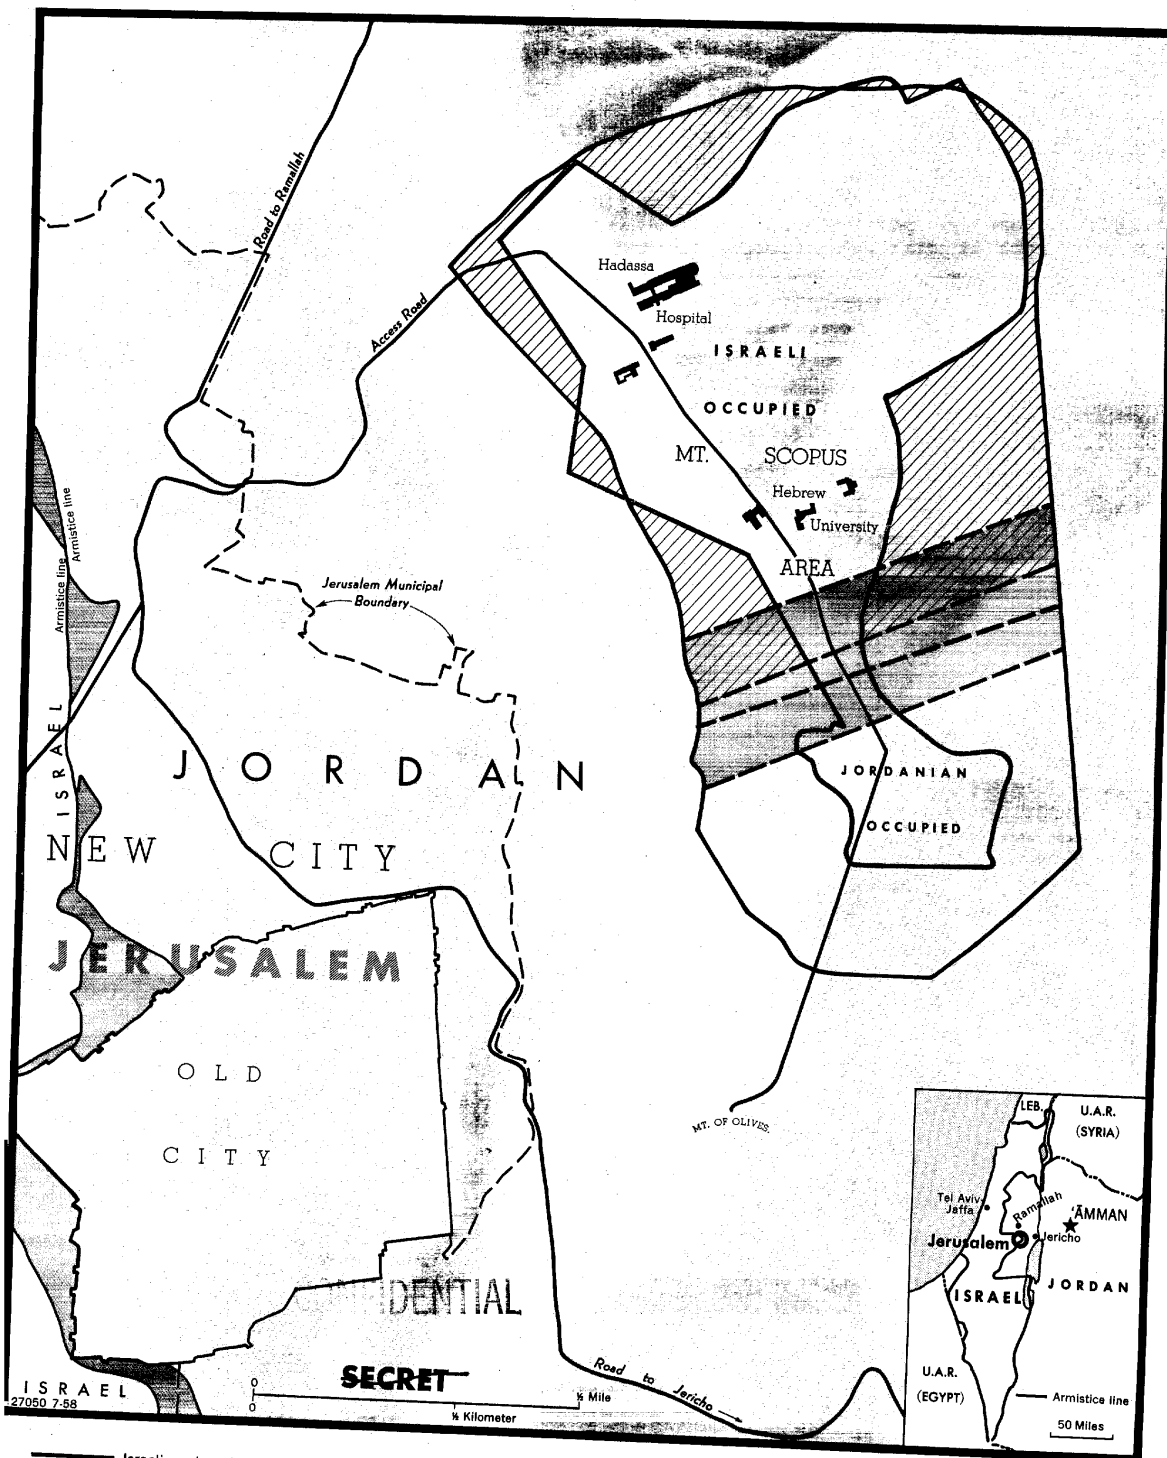 Road to Ramallah
Access Road
Hadassa
Hospital
ISRAELI
OCCUPIED
MT. SCOPUS
Hebrew
University
AREA
Armistice line
Armistice line
Jerusalem Municipal
Boundary
ISRAEL
JORDAN
NEW CITY
JERUSALEM
OLD
CITY
JORDANIAN
OCCUPIED
MT. OF OLIVES.
DENTIAL
SECRET
ISRAEL
27050 7-58
0
½ Mile
½ Kilometer
Road to Jericho
LEB.
U.A.R.
(SYRIA)
Tel Aviv
Jaffa
Ramallah
'ĀMMAN
Jerusalem
Jericho
JORDAN
ISRAEL
U.A.R.
(EGYPT)
Armistice line
50 Miles